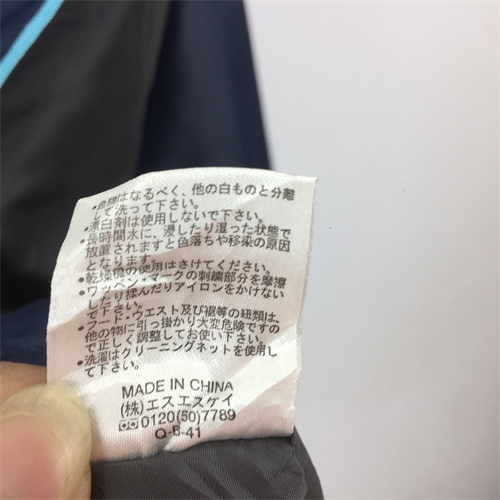 ・色物はなるべく、他の白ものと分離
して洗って下さい。
・漂白剤は使用しないで下さい。
・長時間水に、浸したり湿った状態で
放置されますと色落ちや移染の原因
となります。
・乾燥機の使用はさけてください。
・ワッペン・マークの刺繍部分を摩擦
したり揉んだりアイロンをかけない
で下さい。
・フード・ウエスト及び裾等の紐類は、
他の物に引っ掛かり大変危険ですの
で正しく調整してお使い下さい。
・洗濯はクリーニングネットを使用し
て下さい。
MADE IN CHINA
(株)エスエスケイ
0120(50)7789
Q-B-41